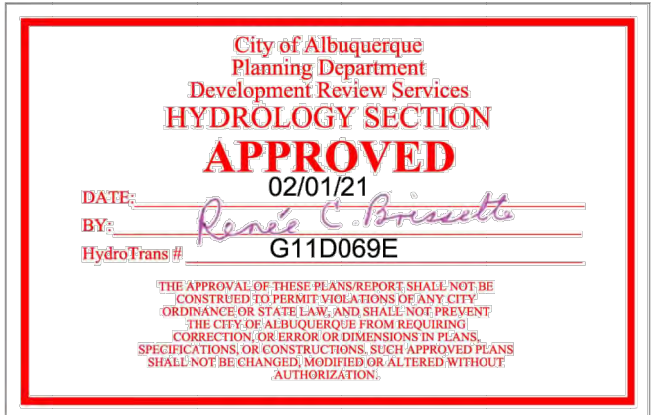 City of Albuquerque
Planning Department
Development Review Services
HYDROLOGY SECTION
APPROVED
DATE: 02/01/21
BY: Renée C. Brissette
HydroTrans # G11D069E
THE APPROVAL OF THESE PLANS/REPORT SHALL NOT BE
CONSTRUED TO PERMIT VIOLATIONS OF ANY CITY
ORDINANCE OR STATE LAW, AND SHALL NOT PREVENT
THE CITY OF ALBUQUERQUE FROM REQUIRING
CORRECTION, OR ERROR OR DIMENSIONS IN PLANS,
SPECIFICATIONS, OR CONSTRUCTIONS. SUCH APPROVED PLANS
SHALL NOT BE CHANGED, MODIFIED OR ALTERED WITHOUT
AUTHORIZATION.